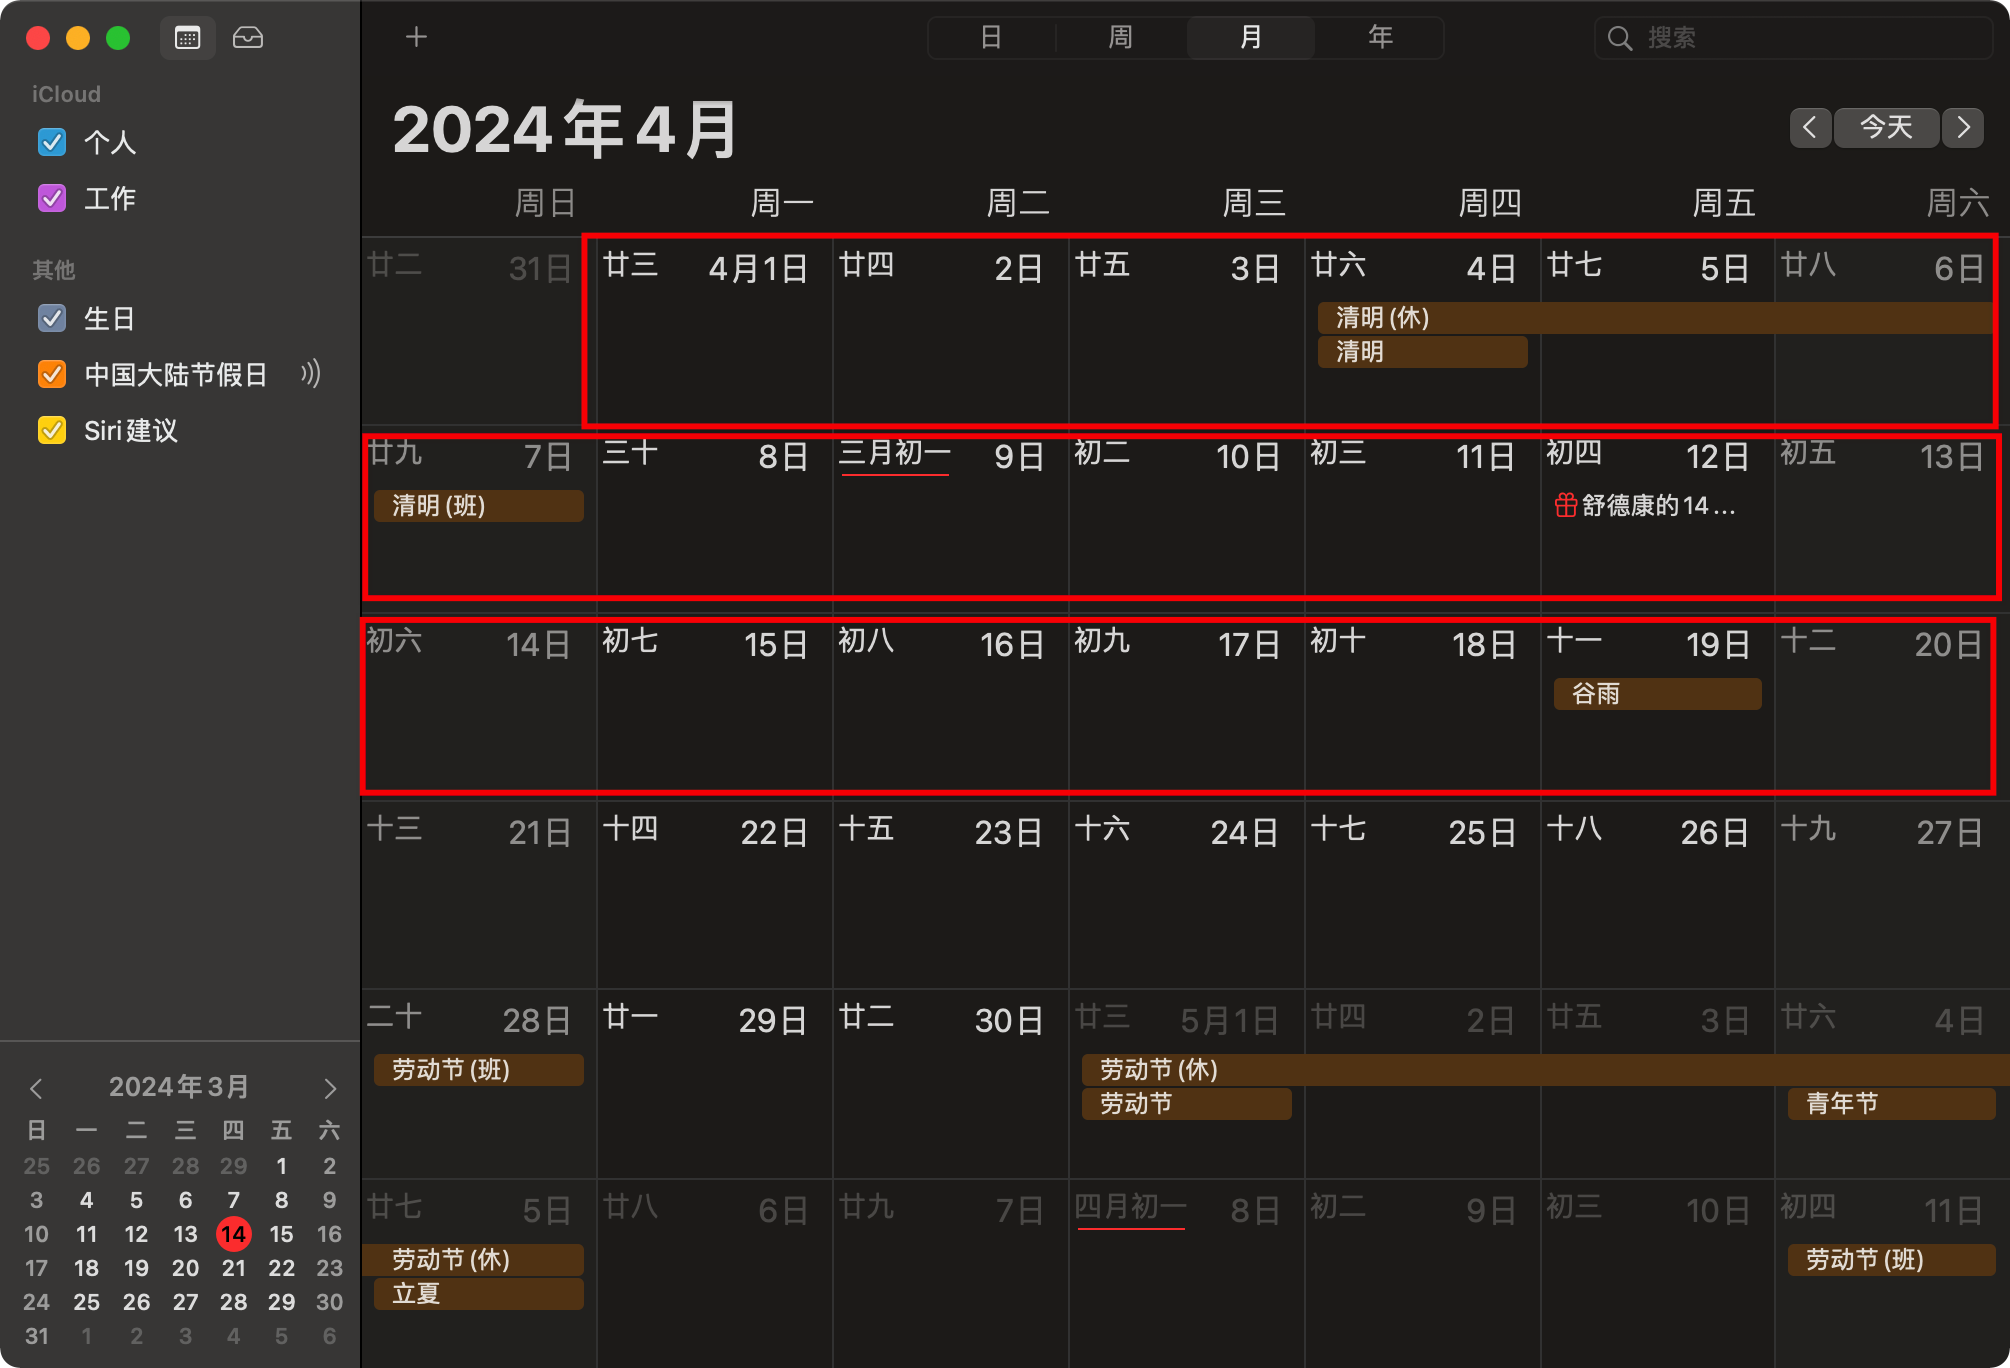 iCloud
个人
工作
其他
生日
中国大陆节假日
Siri建议
2024年3月
日 一 二 三 四 五 六
25 26 27 28 29 1 2
3 4 5 6 7 8 9
10 11 12 13 14 15 16
17 18 19 20 21 22 23
24 25 26 27 28 29 30
31 1 2 3 4 5 6
日 周 月 年
搜索
2024年4月
今天
周日 周一 周二 周三 周四 周五 周六
廿二 31日 廿三 4月1日 廿四 2日 廿五 3日 廿六 4日 廿七 5日 廿八 6日
清明(休)
清明
廿九 7日 三十 8日 三月初一 9日 初二 10日 初三 11日 初四 12日 初五 13日
清明(班) 舒德康的14...
初六 14日 初七 15日 初八 16日 初九 17日 初十 18日 十一 19日 十二 20日
谷雨
十三 21日 十四 22日 十五 23日 十六 24日 十七 25日 十八 26日 十九 27日
二十 28日 廿一 29日 廿二 30日 廿三 5月1日 廿四 2日 廿五 3日 廿六 4日
劳动节(班) 劳动节(休)
劳动节 青年节
廿七 5日 廿八 6日 廿九 7日 四月初一 8日 初二 9日 初三 10日 初四 11日
劳动节(休) 劳动节(班)
立夏